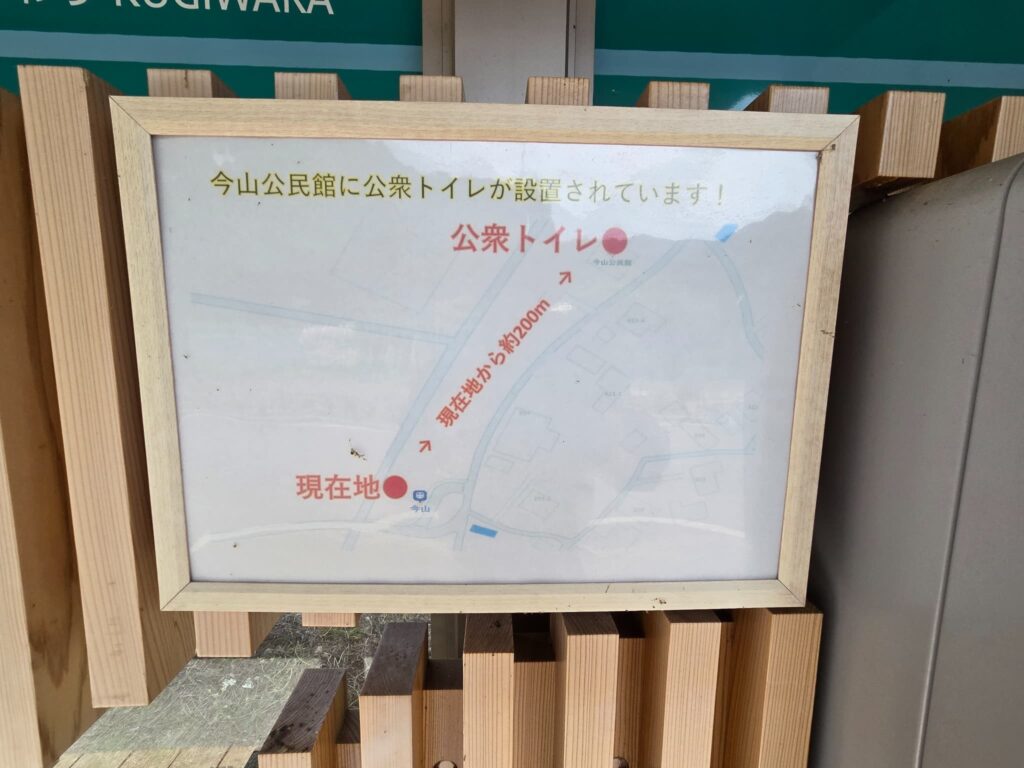 KUGIWARA
今山公民館に公衆トイレが設置されています！
公衆トイレ
今山公民館
現在地から約200m
現在地
今山